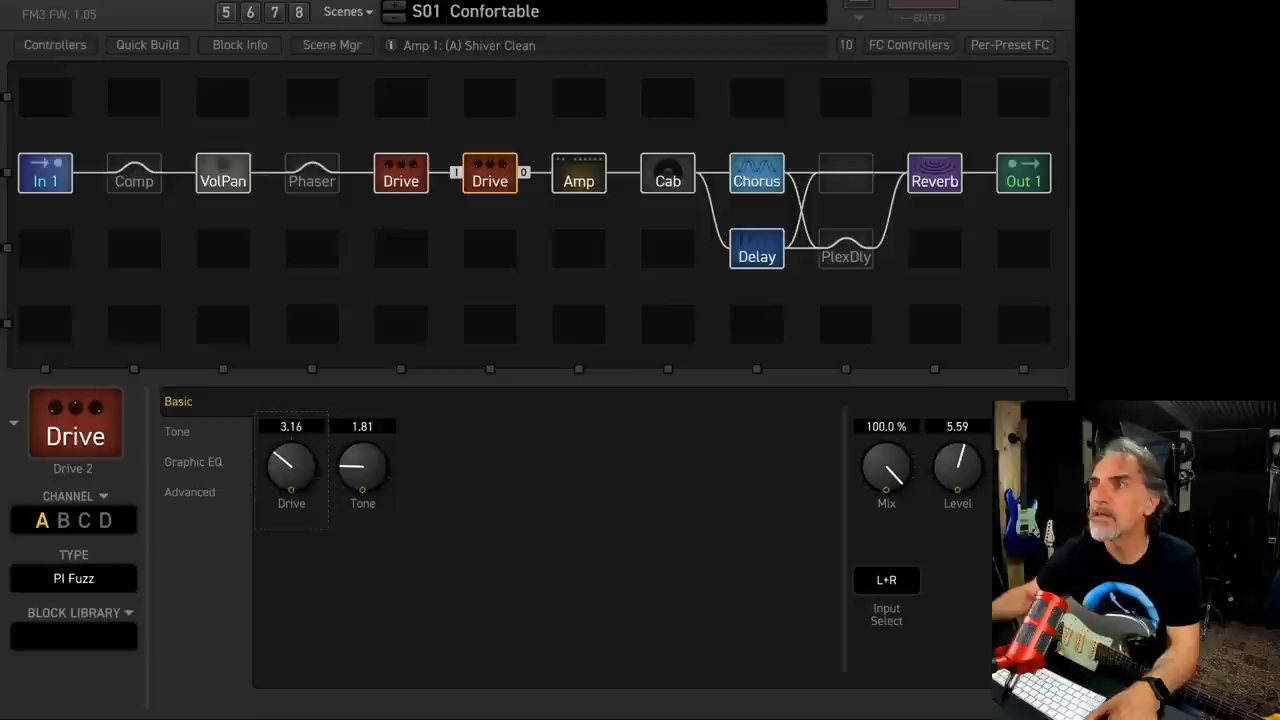 FM3 FW: 1.05
5 6 7 8 Scenes S01 Confortable
EDITED
Controllers Quick Build Block Info Scene Mgr Amp 1: (A) Shiver Clean 10 FC Controllers Per-Preset FC
In 1 Comp VolPan Phaser Drive I Drive O Amp Cab Chorus Reverb Out 1
Delay PlexDly
Drive
Drive 2
CHANNEL
A B C D
TYPE
PI Fuzz
BLOCK LIBRARY
Basic
Tone
Graphic EQ
Advanced
3.16 1.81
Drive Tone
100.0 % 5.59
Mix Level
L+R
Input
Select